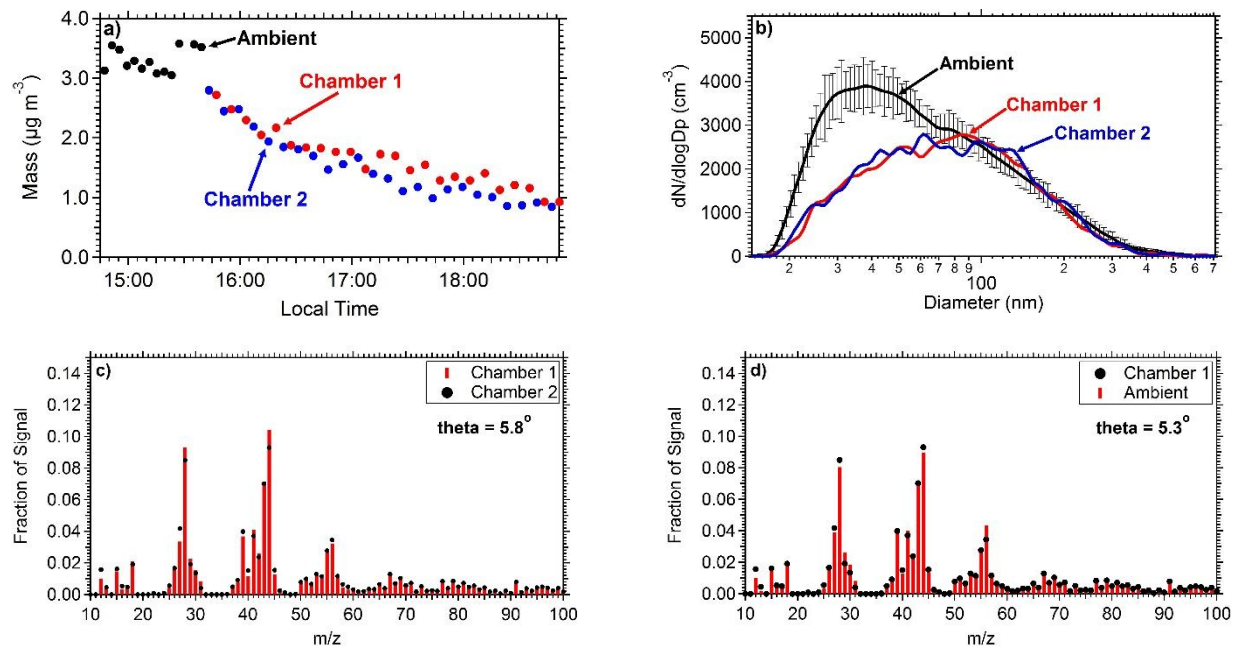 a)
4.0
3.0
2.0
1.0
0.0
Mass (µg m⁻³)
Ambient
Chamber 1
Chamber 2
15:00 16:00 17:00 18:00
Local Time
b)
5000
4000
3000
2000
1000
0
dN/dlogDp (cm⁻³)
Ambient
Chamber 1
Chamber 2
2 3 4 5 6 7 8 9 100 2 3 4 5 6 7
Diameter (nm)
c)
0.14
0.12
0.10
0.08
0.06
0.04
0.02
0.00
Fraction of Signal
Chamber 1
Chamber 2
theta = 5.8°
10 20 30 40 50 60 70 80 90 100
m/z
d)
0.14
0.12
0.10
0.08
0.06
0.04
0.02
0.00
Fraction of Signal
Chamber 1
Ambient
theta = 5.3°
10 20 30 40 50 60 70 80 90 100
m/z